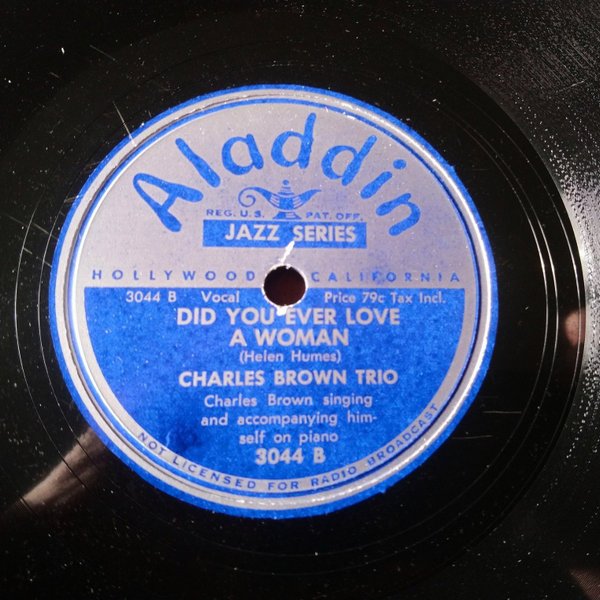 Aladdin
REG. U.S. PAT. OFF.
JAZZ SERIES
HOLLYWOOD CALIFORNIA
3044 B Vocal Price 79c Tax Incl.
DID YOU EVER LOVE
A WOMAN
(Helen Humes)
CHARLES BROWN TRIO
Charles Brown singing
and accompanying him-
self on piano
3044 B
NOT LICENSED FOR RADIO BROADCAST